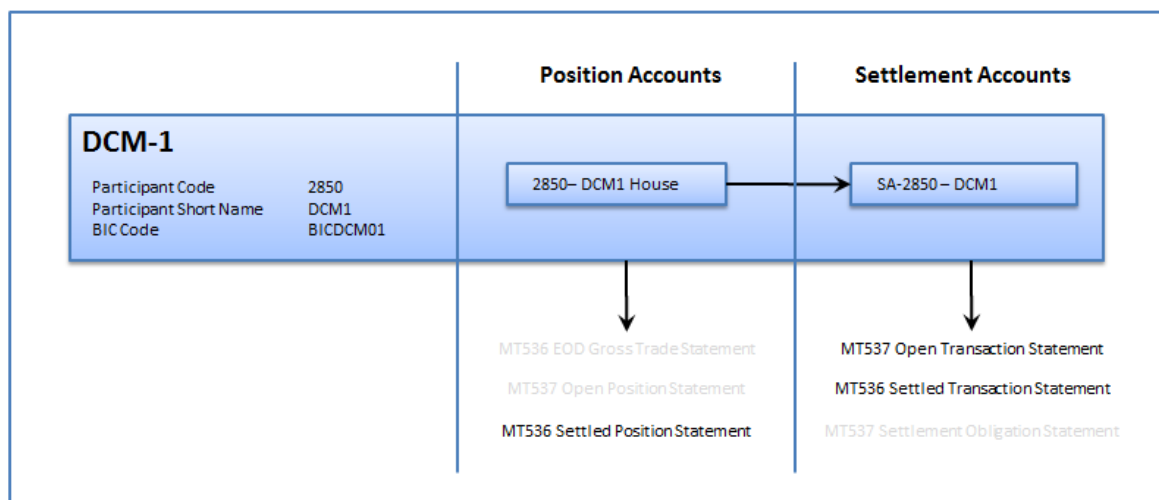 Position Accounts
Settlement Accounts
DCM-1
Participant Code 2850
Participant Short Name DCM1
BIC Code BICDCM01
2850– DCM1 House
SA-2850 – DCM1
MT536 EOD Gross Trade Statement
MT537 Open Position Statement
MT536 Settled Position Statement
MT537 Open Transaction Statement
MT536 Settled Transaction Statement
MT537 Settlement Obligation Statement